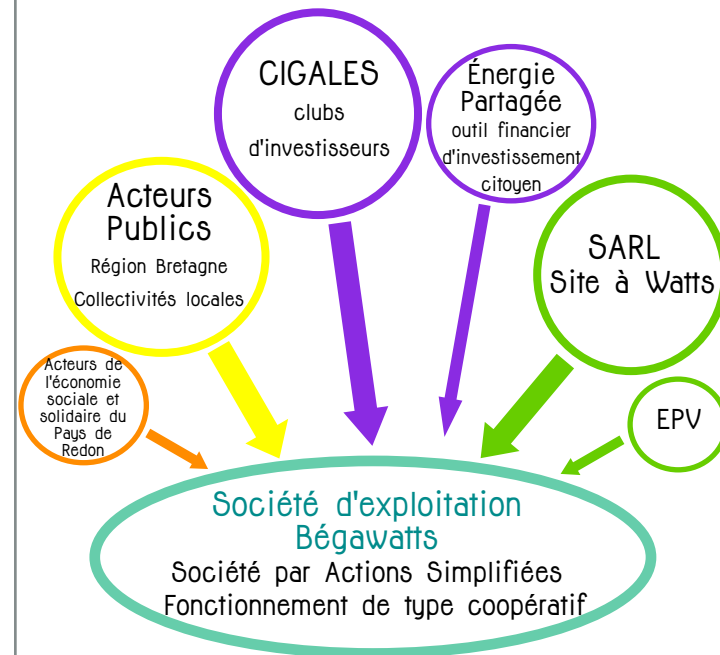 CIGALES
clubs
d'investisseurs
Énergie
Partagée
outil financier
d'investissement
citoyen
Acteurs
Publics
Région Bretagne
Collectivités locales
SARL
Site à Watts
Acteurs de
l'économie
sociale et
solidaire du
Pays de
Redon
EPV
Société d'exploitation
Bégawatts
Société par Actions Simplifiées
Fonctionnement de type coopératif